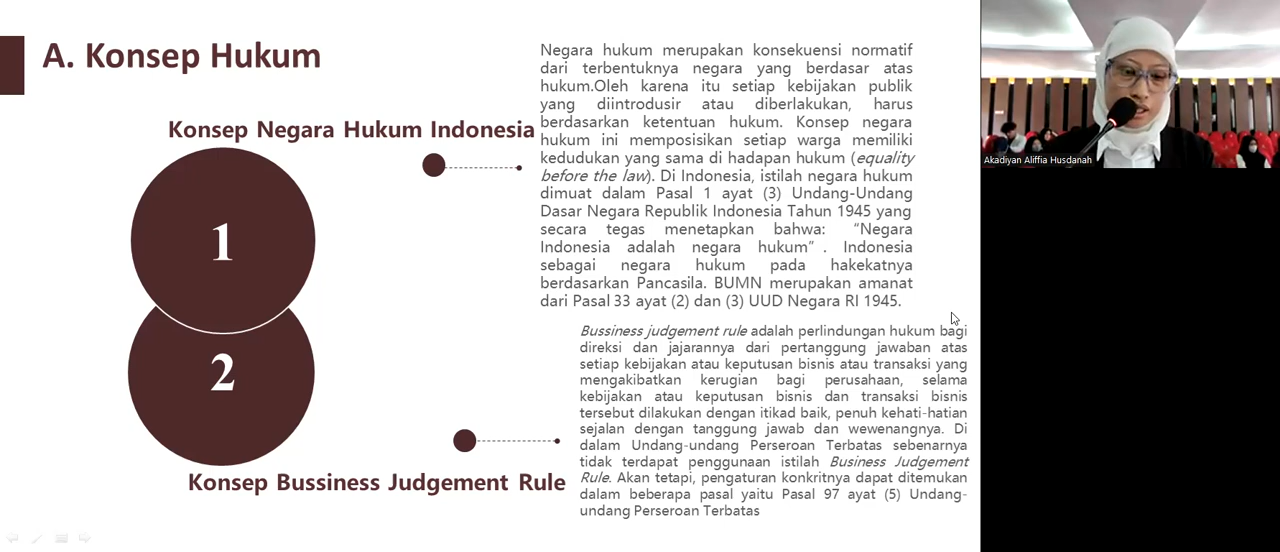 A. Konsep Hukum
Konsep Negara Hukum Indonesia
1
Negara hukum merupakan konsekuensi normatif
dari terbentuknya negara yang berdasar atas
hukum.Oleh karena itu setiap kebijakan publik
yang diintrodusir atau diberlakukan, harus
berdasarkan ketentuan hukum. Konsep negara
hukum ini memposisikan setiap warga memiliki
kedudukan yang sama di hadapan hukum (equality
before the law). Di Indonesia, istilah negara hukum
dimuat dalam Pasal 1 ayat (3) Undang-Undang
Dasar Negara Republik Indonesia Tahun 1945 yang
secara tegas menetapkan bahwa: “Negara
Indonesia adalah negara hukum” . Indonesia
sebagai negara hukum pada hakekatnya
berdasarkan Pancasila. BUMN merupakan amanat
dari Pasal 33 ayat (2) dan (3) UUD Negara RI 1945.
2
Konsep Bussiness Judgement Rule
Bussiness judgement rule adalah perlindungan hukum bagi
direksi dan jajarannya dari pertanggung jawaban atas
setiap kebijakan atau keputusan bisnis atau transaksi yang
mengakibatkan kerugian bagi perusahaan, selama
kebijakan atau keputusan bisnis dan transaksi bisnis
tersebut dilakukan dengan itikad baik, penuh kehati-hatian
sejalan dengan tanggung jawab dan wewenangnya. Di
dalam Undang-undang Perseroan Terbatas sebenarnya
tidak terdapat penggunaan istilah Business Judgement
Rule. Akan tetapi, pengaturan konkritnya dapat ditemukan
dalam beberapa pasal yaitu Pasal 97 ayat (5) Undang-
undang Perseroan Terbatas
Akadiyan Aliffia Husdanah